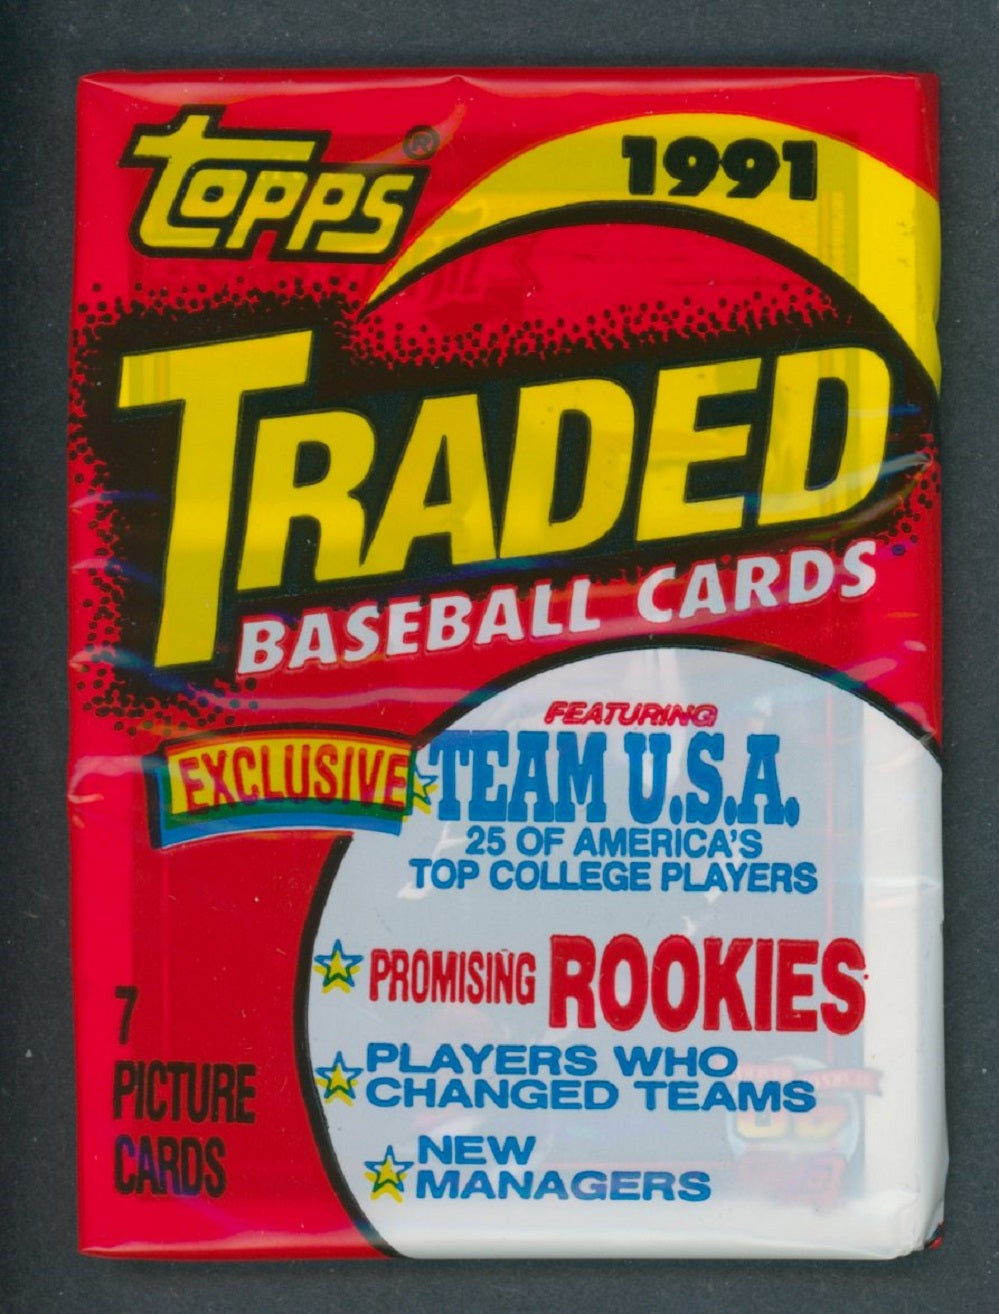 topps®
1991
TRADED
BASEBALL CARDS
FEATURING
EXCLUSIVE
TEAM U.S.A.
25 OF AMERICA'S
TOP COLLEGE PLAYERS
PROMISING ROOKIES
PLAYERS WHO
CHANGED TEAMS
NEW
MANAGERS
7
PICTURE
CARDS